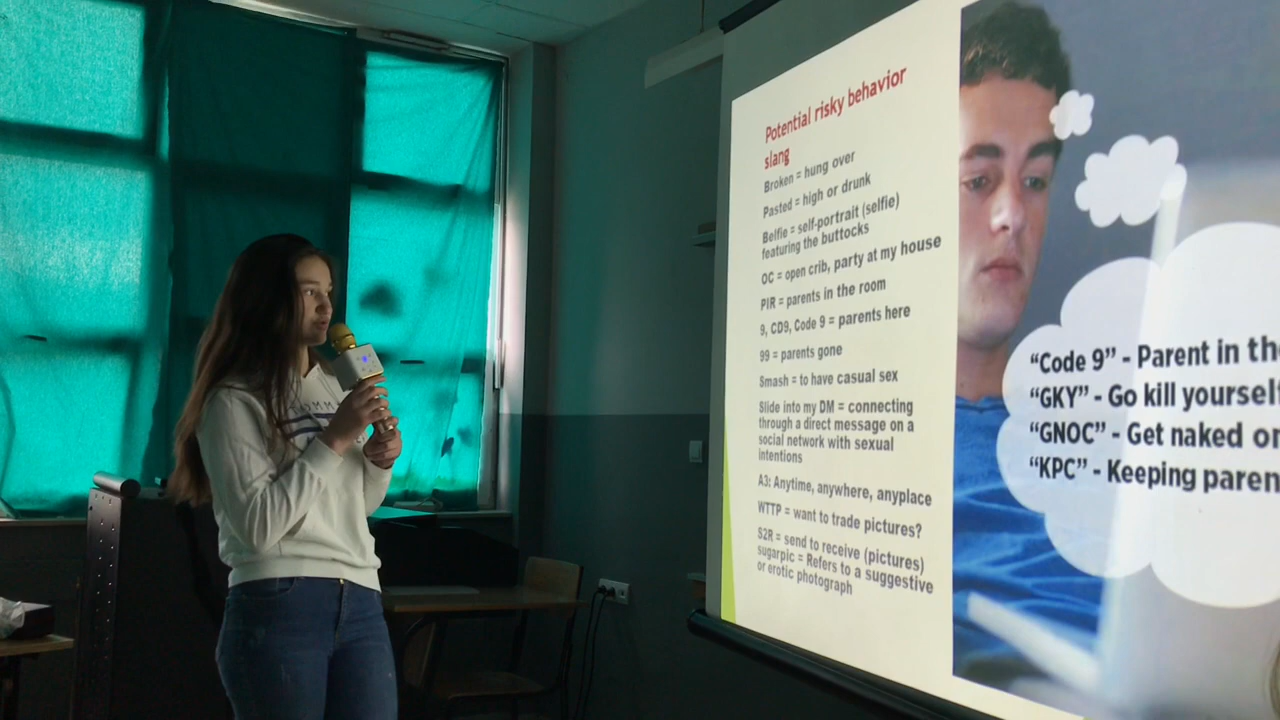 Potential risky behavior
slang
Broken = hung over
Pasted = high or drunk
Belfie = self-portrait (selfie)
featuring the buttocks
OC = open crib, party at my house
PIR = parents in the room
9, CD9, Code 9 = parents here
99 = parents gone
Smash = to have casual sex
Slide into my DM = connecting
through a direct message on a
social network with sexual
intentions
A3: Anytime, anywhere, anyplace
WTTP = want to trade pictures?
S2R = send to receive (pictures)
sugarpic = Refers to a suggestive
or erotic photograph
“Code 9” - Parent in the
“GKY” - Go kill yourself
“GNOC” - Get naked on
“KPC” - Keeping paren